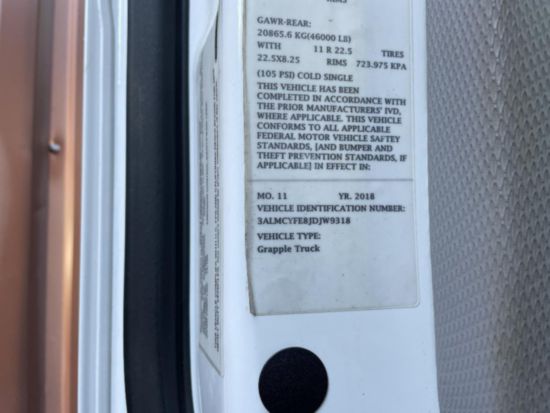 GAWR-REAR:
20865.6 KG(46000 LB)
WITH 11 R 22.5 TIRES
22.5X8.25 RIMS 723.975 KPA
(105 PSI) COLD SINGLE
THIS VEHICLE HAS BEEN
COMPLETED IN ACCORDANCE WITH
THE PRIOR MANUFACTURERS' IVD,
WHERE APPLICABLE. THIS VEHICLE
CONFORMS TO ALL APPLICABLE
FEDERAL MOTOR VEHICLE SAFTEY
STANDARDS, [AND BUMPER AND
THEFT PREVENTION STANDARDS, IF
APPLICABLE] IN EFFECT IN:
MO. 11 YR. 2018
VEHICLE IDENTIFICATION NUMBER:
3ALMCYFE8JDJW9318
VEHICLE TYPE:
Grapple Truck